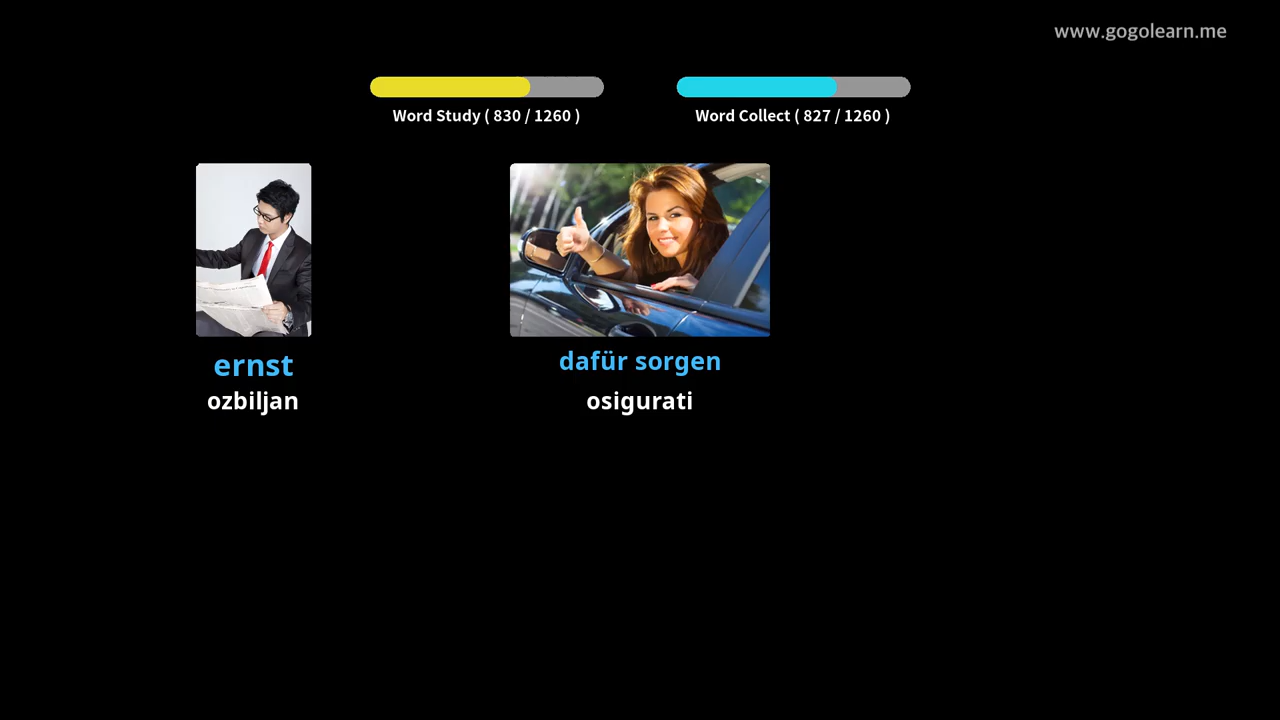 www.gogolearn.me
Word Study ( 830 / 1260 )
Word Collect ( 827 / 1260 )
ernst
ozbiljan
dafür sorgen
osigurati